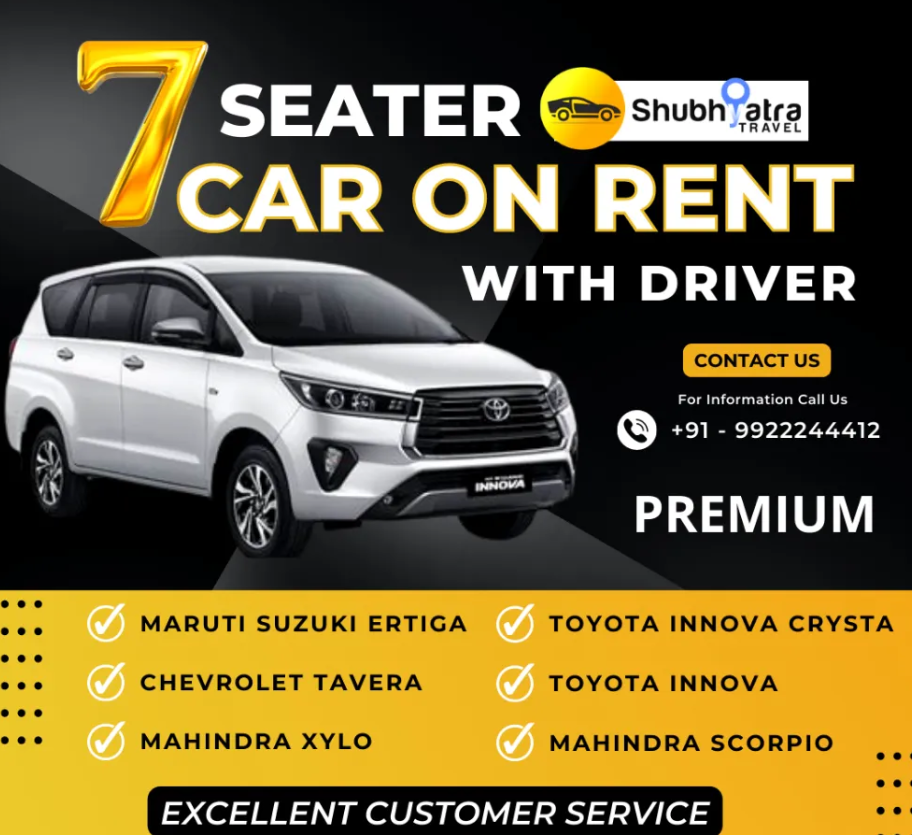 7 SEATER
Shubhyatra
TRAVEL
CAR ON RENT
WITH DRIVER
CONTACT US
For Information Call Us
+91 - 9922244412
INNOVA
PREMIUM
MARUTI SUZUKI ERTIGA
TOYOTA INNOVA CRYSTA
CHEVROLET TAVERA
TOYOTA INNOVA
MAHINDRA XYLO
MAHINDRA SCORPIO
EXCELLENT CUSTOMER SERVICE